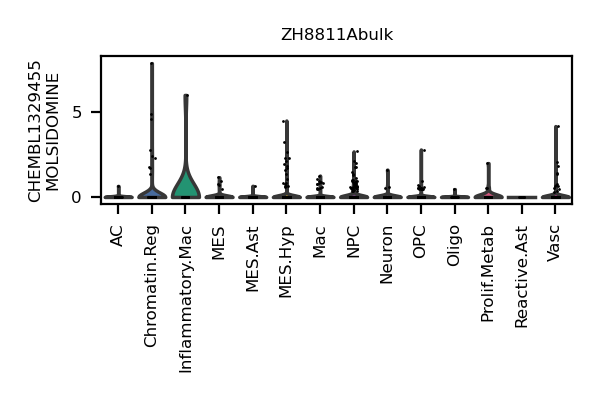 ZH8811Abulk
CHEMBL1329455
MOLSIDOMINE
5
0
AC
Chromatin.Reg
Inflammatory.Mac
MES
MES.Ast
MES.Hyp
Mac
NPC
Neuron
OPC
Oligo
Prolif.Metab
Reactive.Ast
Vasc